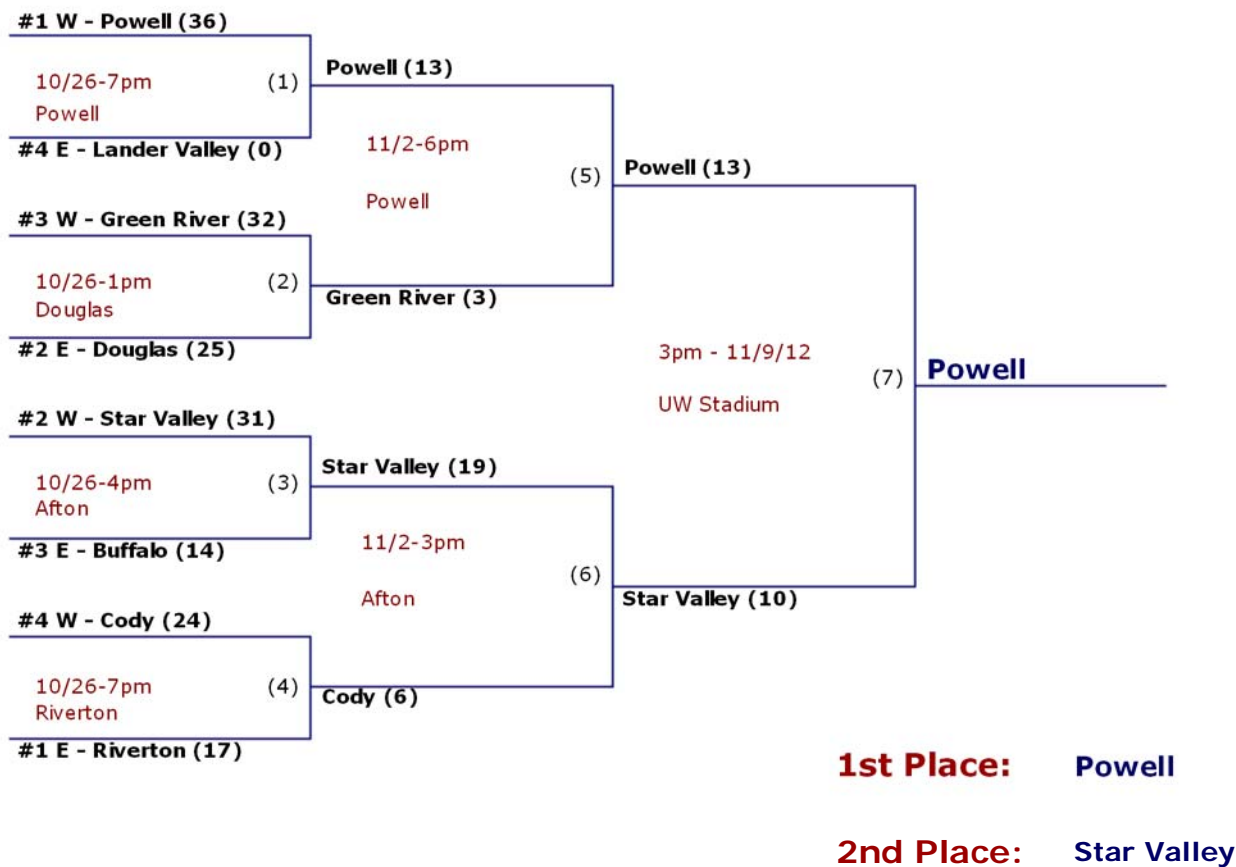 #1 W - Powell (36)
10/26-7pm
(1)
Powell
#4 E - Lander Valley (0)
Powell (13)
11/2-6pm
(5)
Powell
#3 W - Green River (32)
10/26-1pm
(2)
Douglas
#2 E - Douglas (25)
Green River (3)
Powell (13)
3pm - 11/9/12
(7)
UW Stadium
Powell
#2 W - Star Valley (31)
10/26-4pm
(3)
Afton
#3 E - Buffalo (14)
Star Valley (19)
11/2-3pm
(6)
Afton
Star Valley (10)
#4 W - Cody (24)
10/26-7pm
(4)
Riverton
#1 E - Riverton (17)
Cody (6)
1st Place: Powell
2nd Place: Star Valley